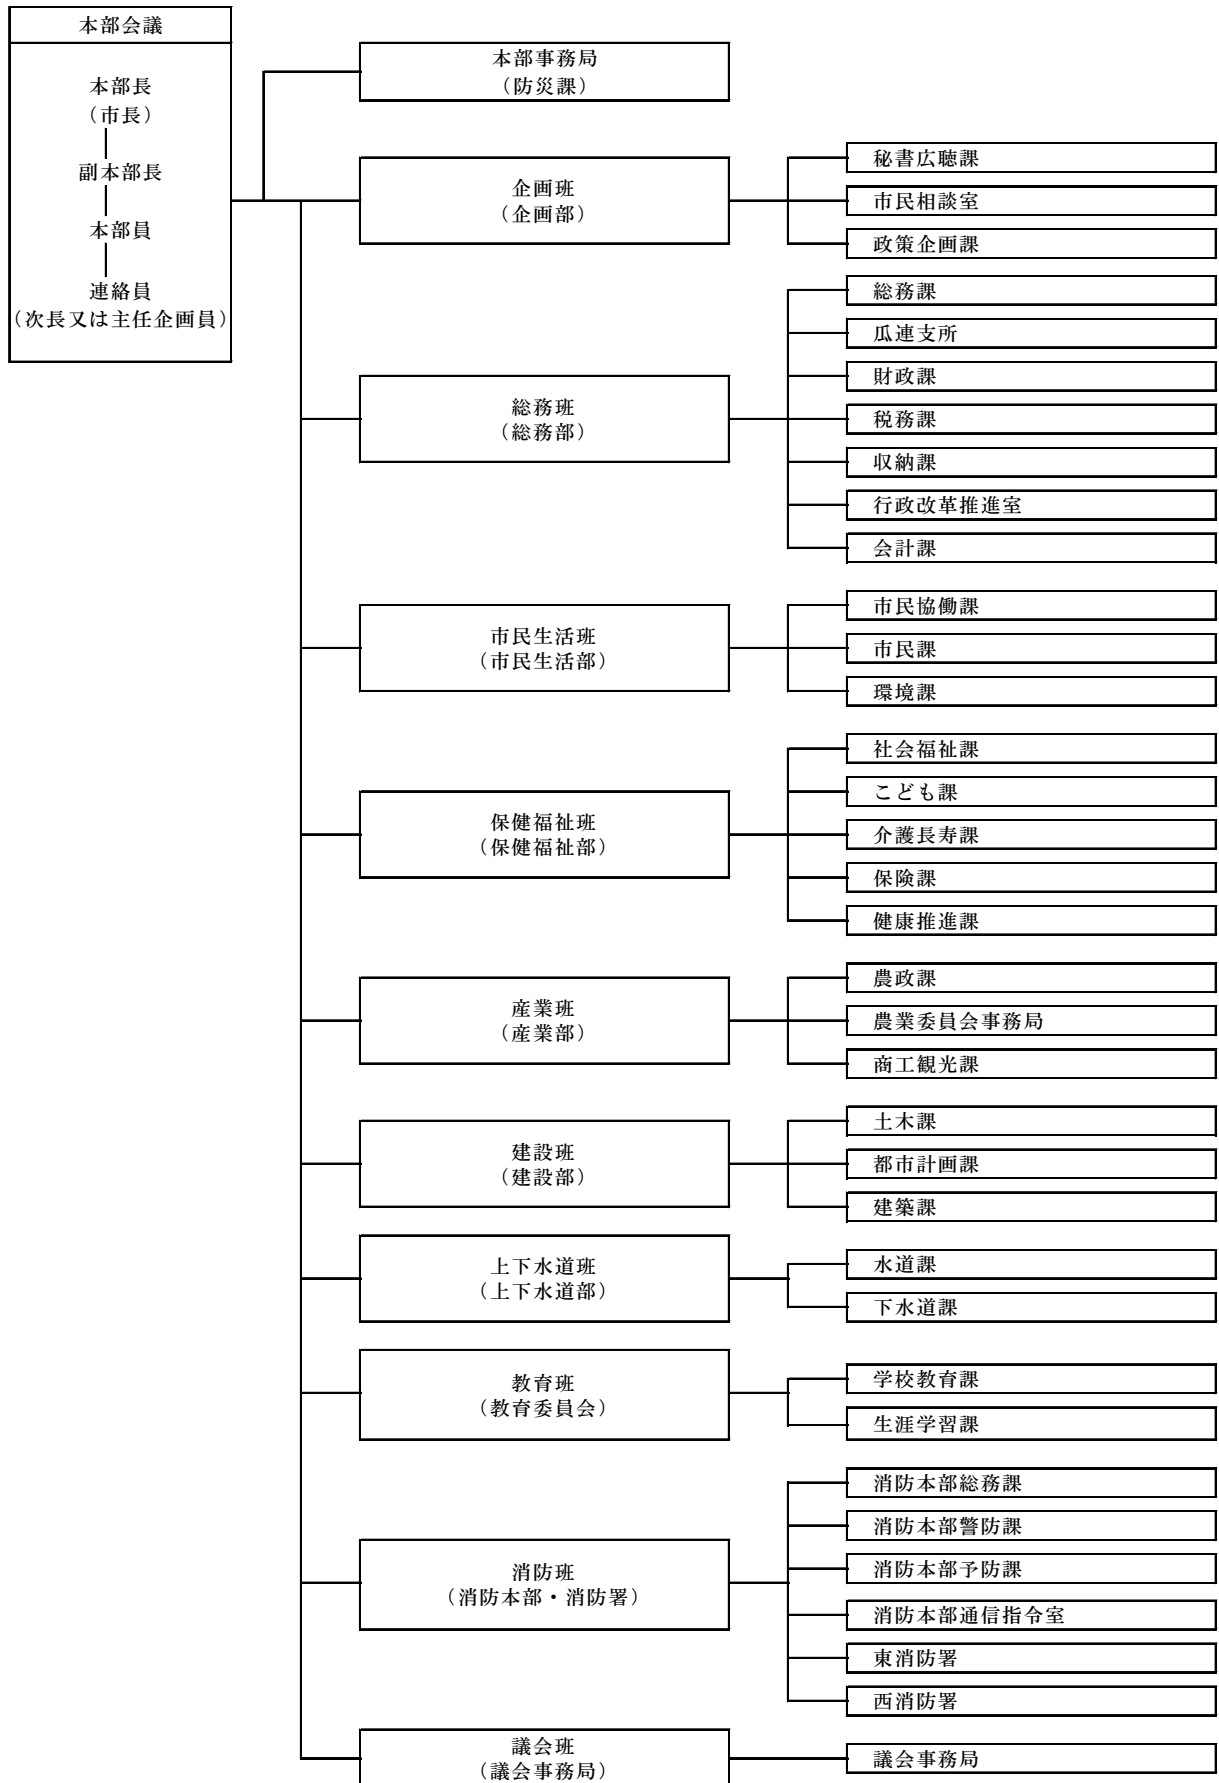 本部会議
本部長
（市長）
副本部長
本部員
連絡員
（次長又は主任企画員）
本部事務局
（防災課）
企画班
（企画部）
秘書広聴課
市民相談室
政策企画課
総務班
（総務部）
総務課
瓜連支所
財政課
税務課
収納課
行政改革推進室
会計課
市民生活班
（市民生活部）
市民協働課
市民課
環境課
保健福祉班
（保健福祉部）
社会福祉課
こども課
介護長寿課
保険課
健康推進課
産業班
（産業部）
農政課
農業委員会事務局
商工観光課
建設班
（建設部）
土木課
都市計画課
建築課
上下水道班
（上下水道部）
水道課
下水道課
教育班
（教育委員会）
学校教育課
生涯学習課
消防班
（消防本部・消防署）
消防本部総務課
消防本部警防課
消防本部予防課
消防本部通信指令室
東消防署
西消防署
議会班
（議会事務局）
議会事務局